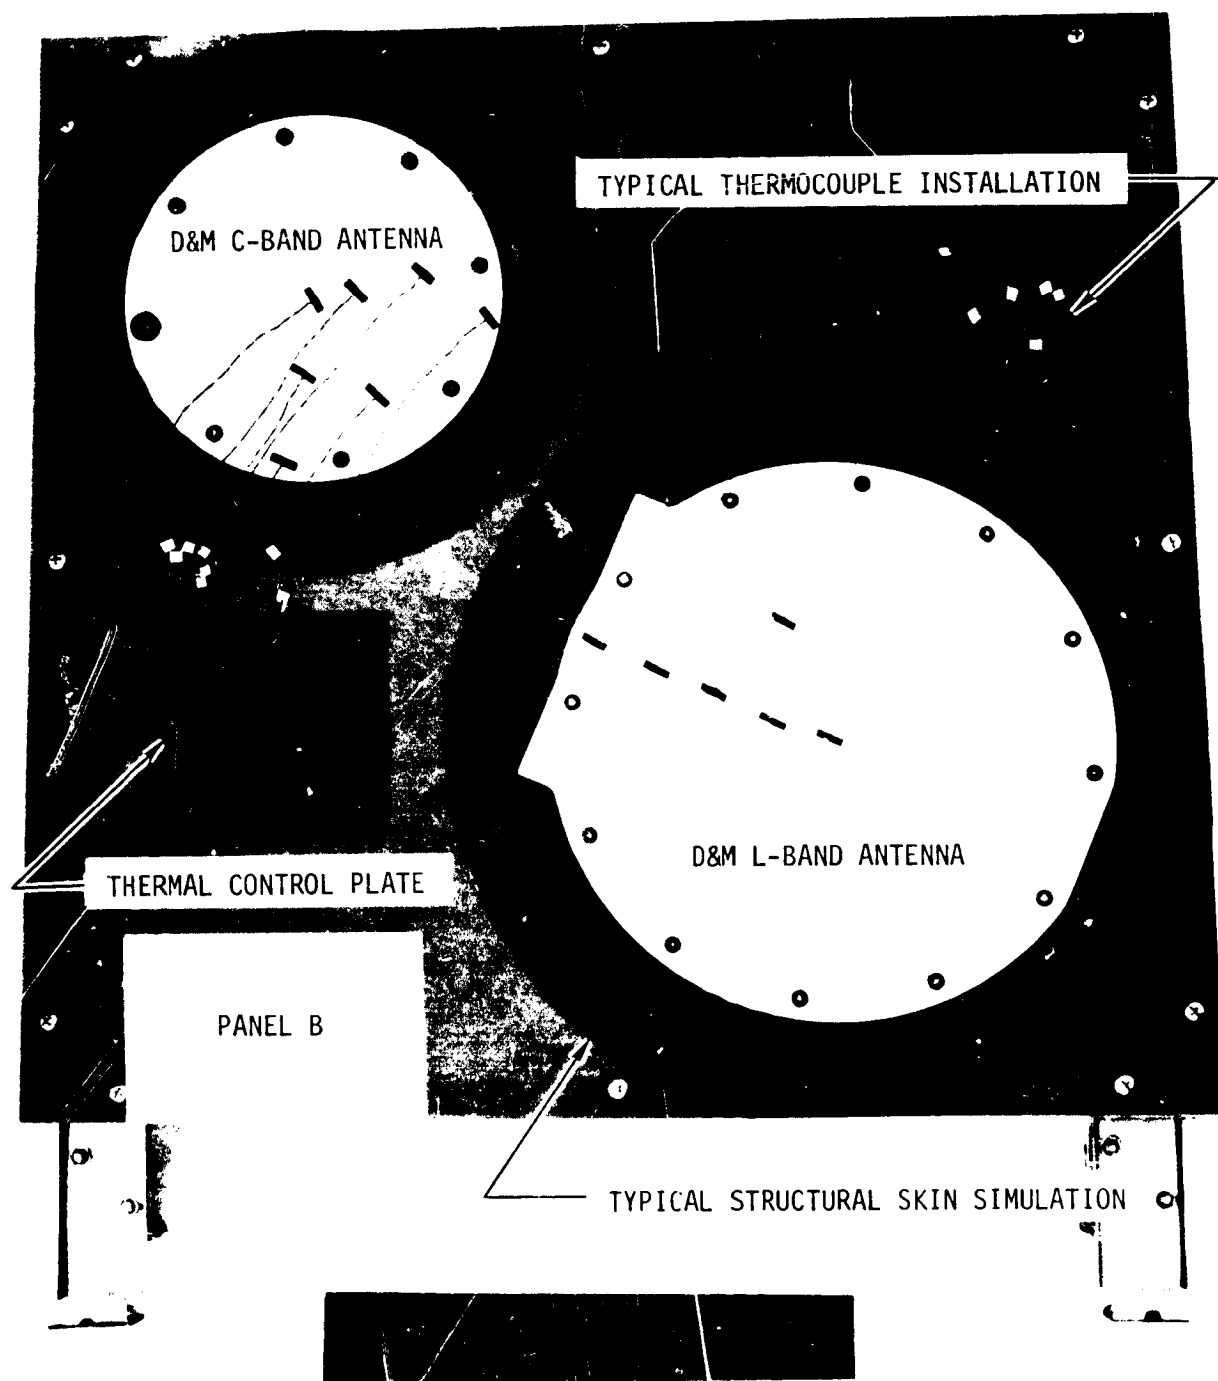 TYPICAL THERMOCOUPLE INSTALLATION
D&M C-BAND ANTENNA
D&M L-BAND ANTENNA
THERMAL CONTROL PLATE
PANEL B
TYPICAL STRUCTURAL SKIN SIMULATION